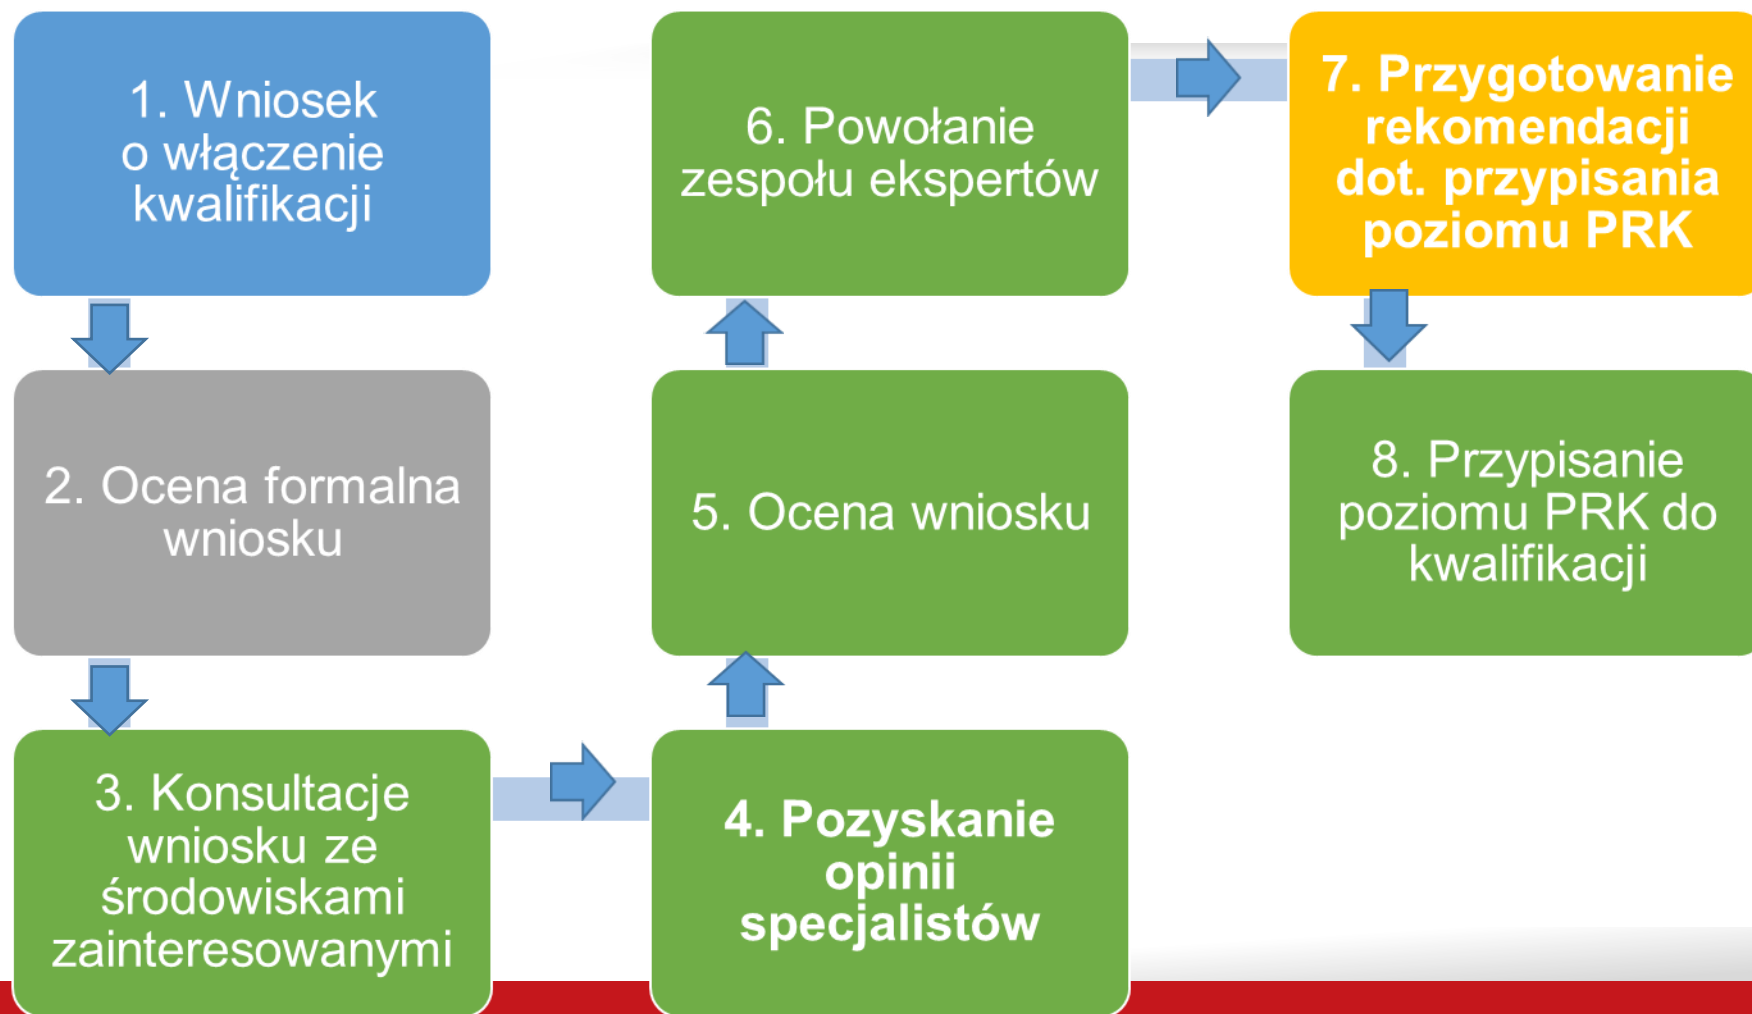 1. Wniosek
o włączenie
kwalifikacji
2. Ocena formalna
wniosku
3. Konsultacje
wniosku ze
środowiskami
zainteresowanymi
4. Pozyskanie
opinii
specjalistów
5. Ocena wniosku
6. Powołanie
zespołu ekspertów
7. Przygotowanie
rekomendacji
dot. przypisania
poziomu PRK
8. Przypisanie
poziomu PRK do
kwalifikacji